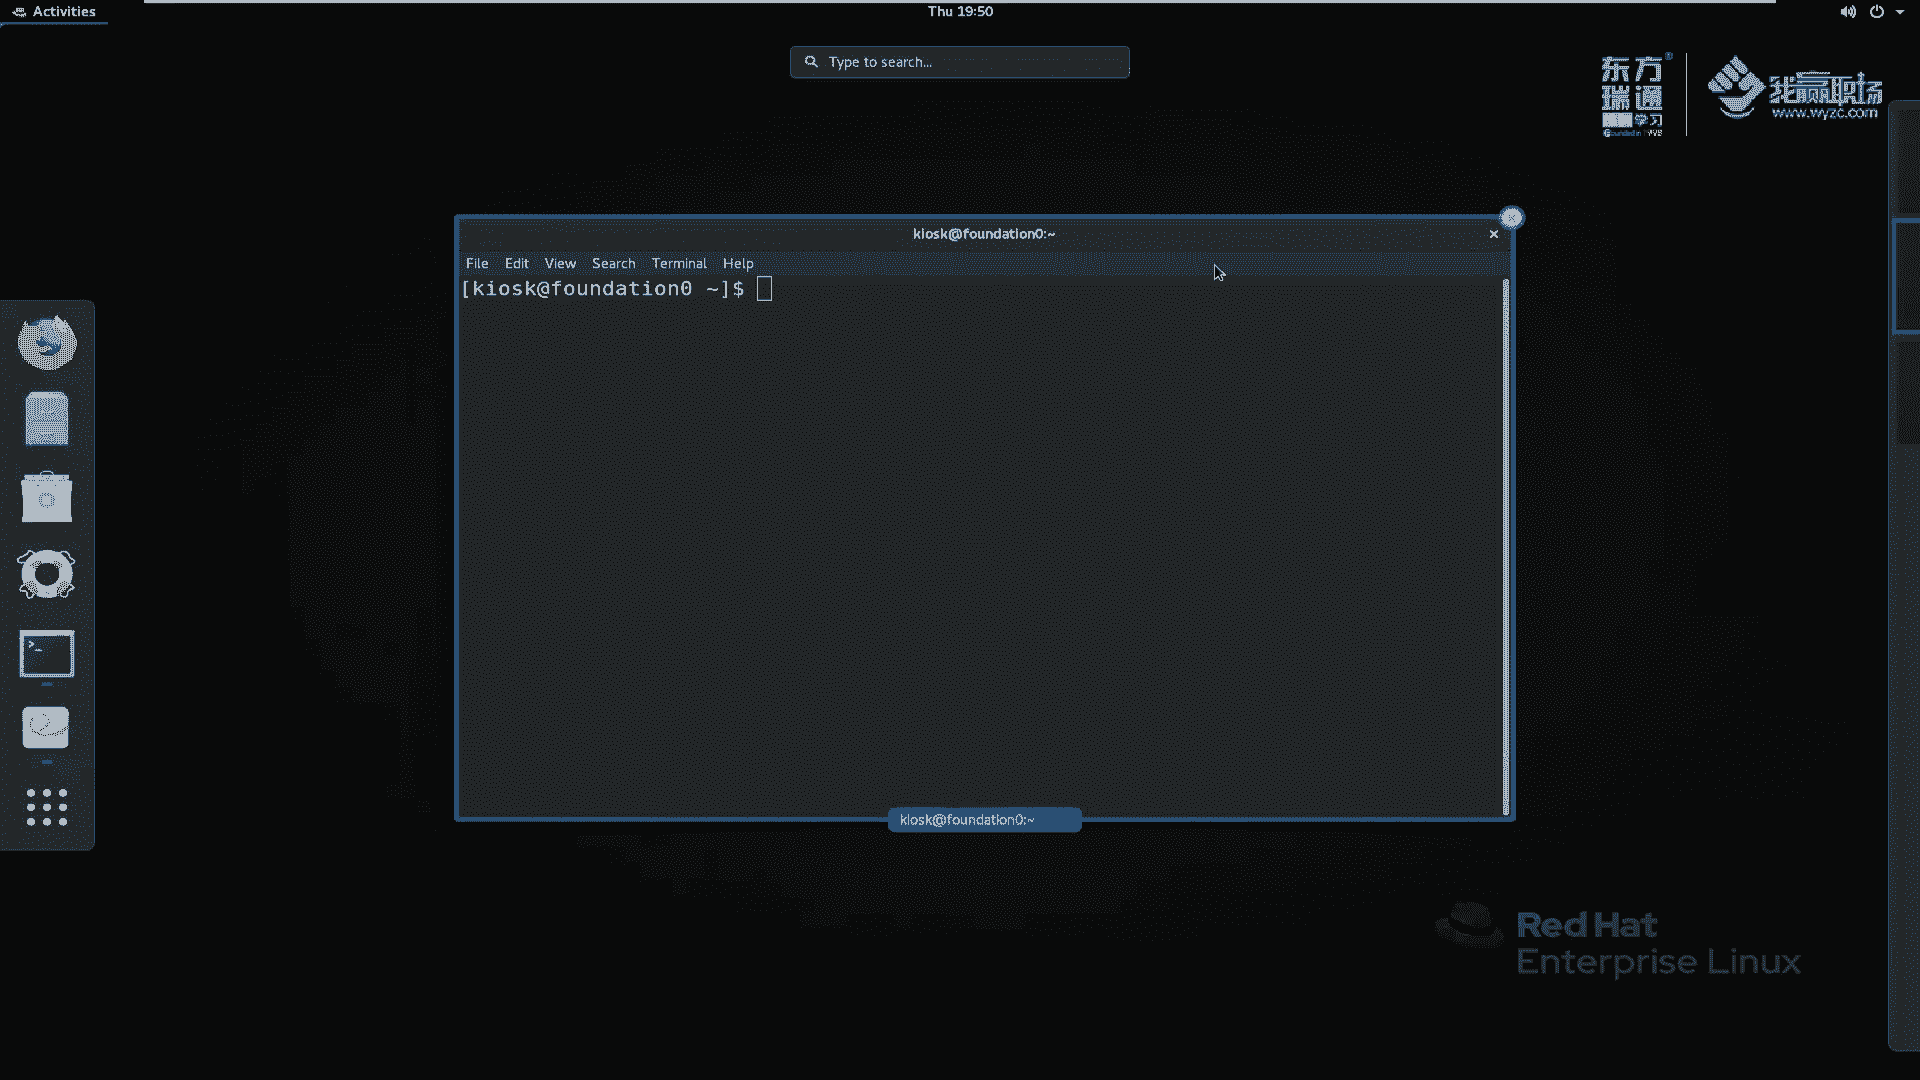 Activities
Thu 19:50
Type to search...
东方
瑞通
学习
我赢职场
www.wyzc.com
kiosk@foundation0:~
File Edit View Search Terminal Help
[kiosk@foundation0 ~]$
kiosk@foundation0:~
Red Hat
Enterprise Linux